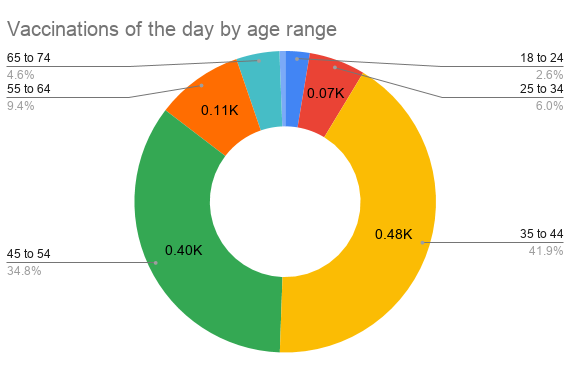 Vaccinations of the day by age range
65 to 74
4.6%
55 to 64
9.4%
45 to 54
34.8%
18 to 24
2.6%
25 to 34
6.0%
35 to 44
41.9%
0.11K
0.07K
0.40K
0.48K